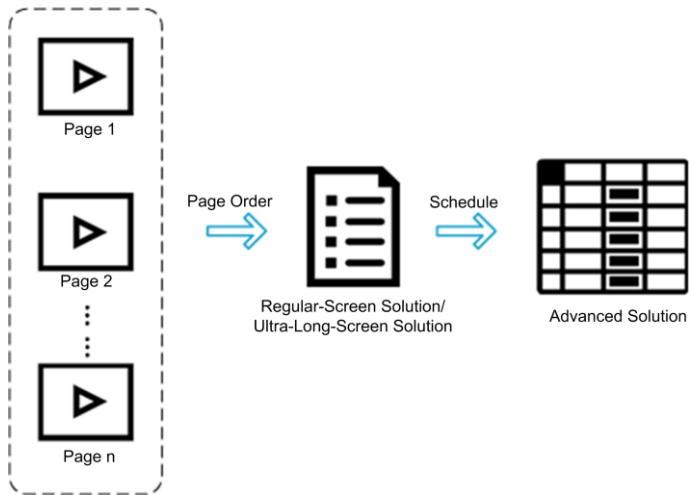 Page 1
Page 2
Page n
Page Order
Regular-Screen Solution/
Ultra-Long-Screen Solution
Schedule
Advanced Solution